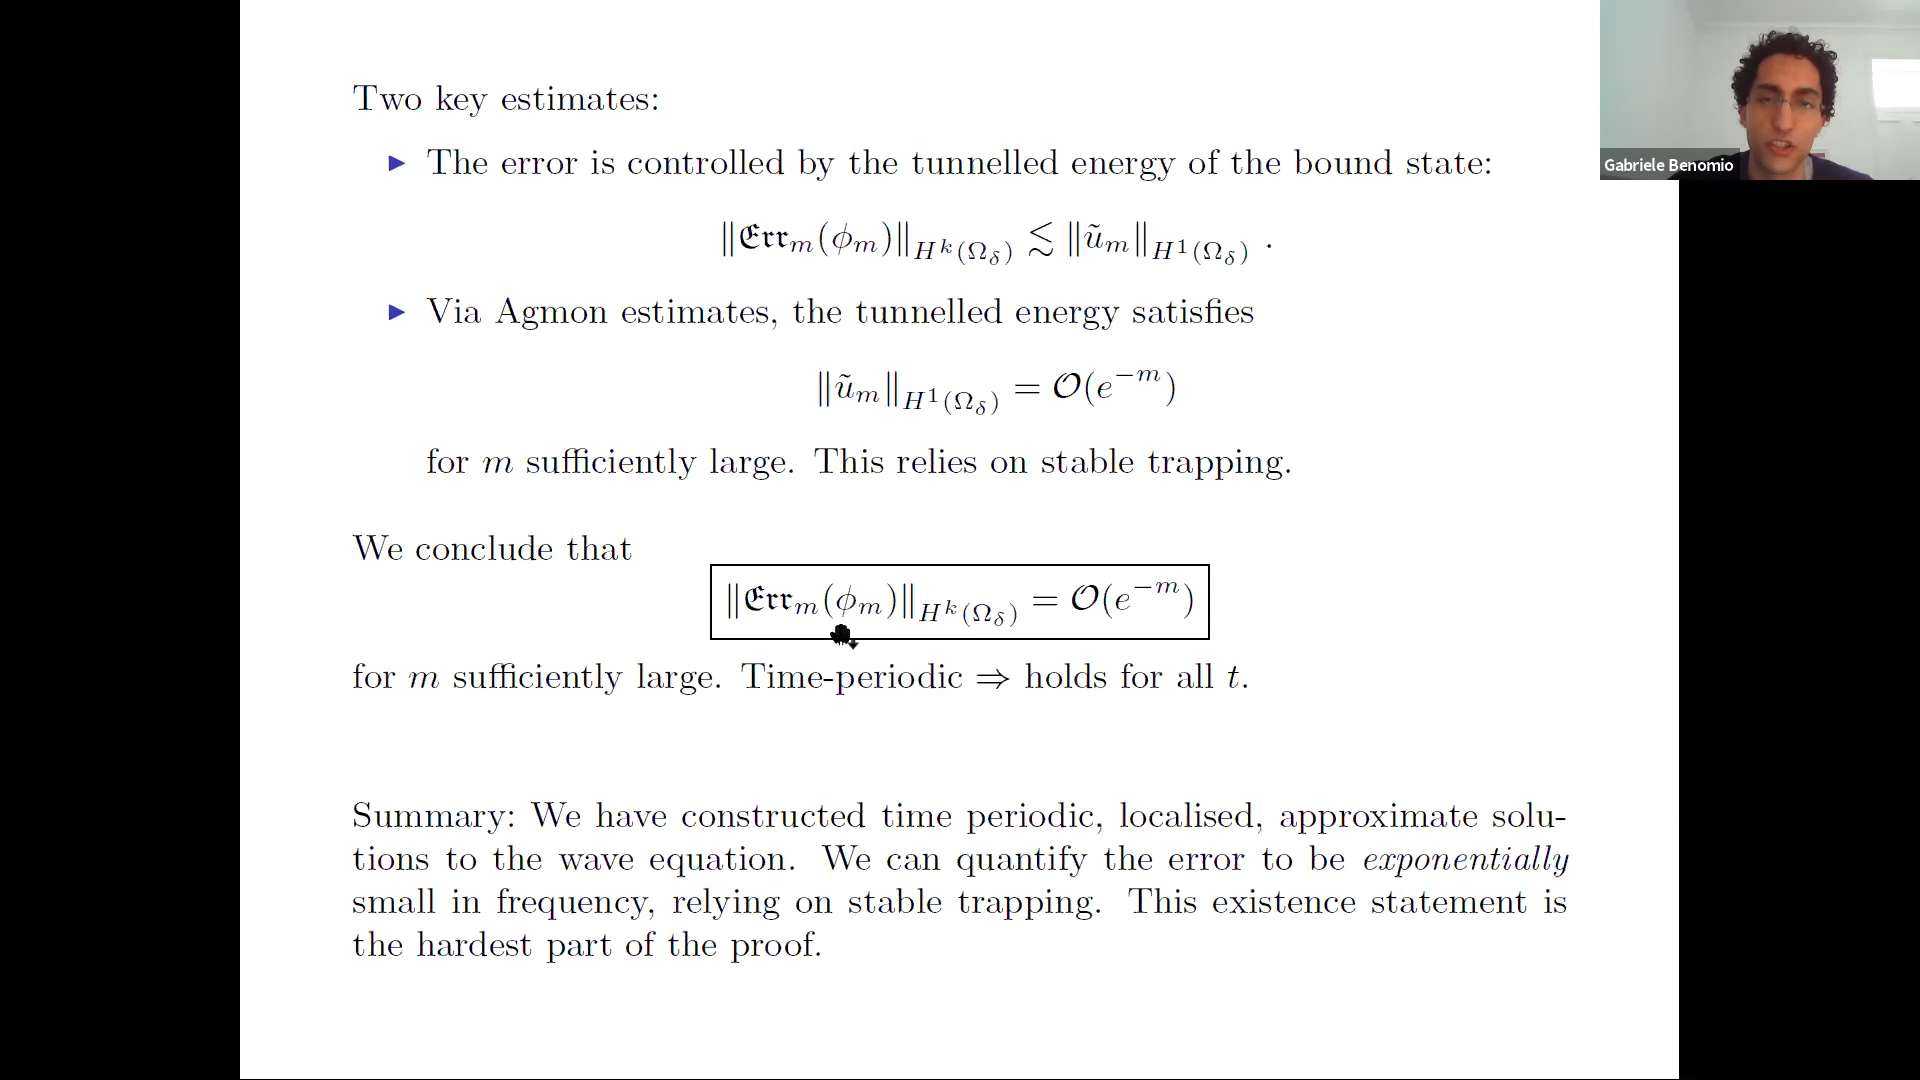 Two key estimates:
▶ The error is controlled by the tunnelled energy of the bound state:
‖𝔈𝔯𝔯ₘ(ϕₘ)‖_{H^k(Ω_δ)} ≲ ‖ũₘ‖_{H^1(Ω_δ)} .
▶ Via Agmon estimates, the tunnelled energy satisfies
‖ũₘ‖_{H^1(Ω_δ)} = 𝒪(e^{−m})
for m sufficiently large. This relies on stable trapping.
We conclude that
‖𝔈𝔯𝔯ₘ(ϕₘ)‖_{H^k(Ω_δ)} = 𝒪(e^{−m})
for m sufficiently large. Time-periodic ⇒ holds for all t.
Summary: We have constructed time periodic, localised, approximate solu-
tions to the wave equation. We can quantify the error to be exponentially
small in frequency, relying on stable trapping. This existence statement is
the hardest part of the proof.
Gabriele Benomio